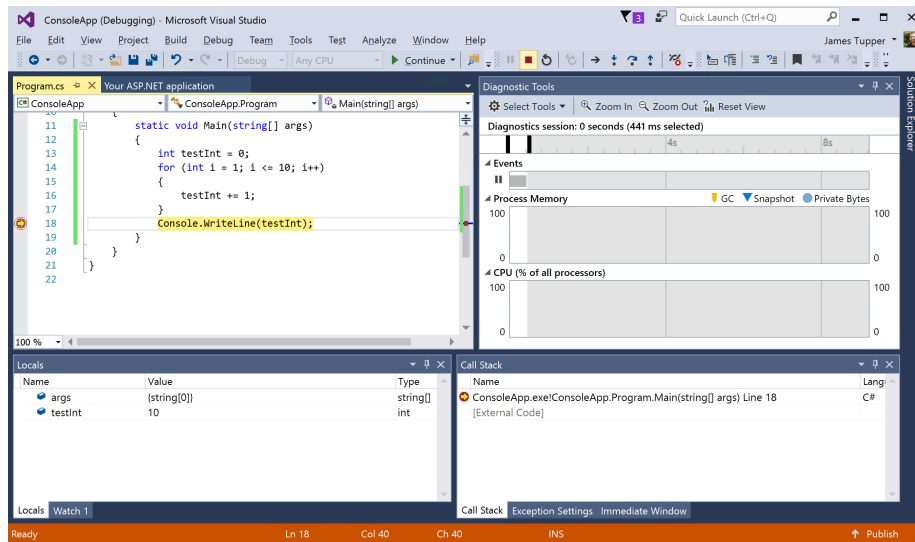 ConsoleApp (Debugging) - Microsoft Visual Studio
3
Quick Launch (Ctrl+Q)
File Edit View Project Build Debug Team Tools Test Analyze Window Help
James Tupper
Debug Any CPU Continue
Program.cs Your ASP.NET application
C# ConsoleApp ConsoleApp.Program Main(string[] args)
10 {
11 static void Main(string[] args)
12 {
13 int testInt = 0;
14 for (int i = 1; i <= 10; i++)
15 {
16 testInt += 1;
17 }
18 Console.WriteLine(testInt);
19 }
20 }
21 }
22
100 %
Diagnostic Tools
Select Tools Zoom In Zoom Out Reset View
Diagnostics session: 0 seconds (441 ms selected)
4s 8s
Events
Process Memory GC Snapshot Private Bytes
100 100
0 0
CPU (% of all processors)
100 100
0 0
Solution Explorer
Locals
Name Value Type
args {string[0]} string[]
testInt 10 int
Locals Watch 1
Call Stack
Name Lang
ConsoleApp.exe!ConsoleApp.Program.Main(string[] args) Line 18 C#
[External Code]
Call Stack Exception Settings Immediate Window
Ready Ln 18 Col 40 Ch 40 INS Publish